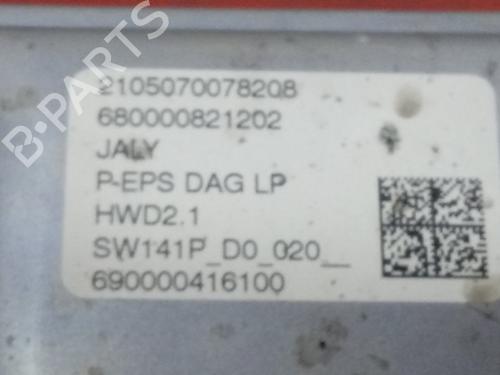 B-PARTS
2105070078208
680000821202
JALY
P-EPS DAG LP
HWD2.1
SW141P_D0_020__
690000416100